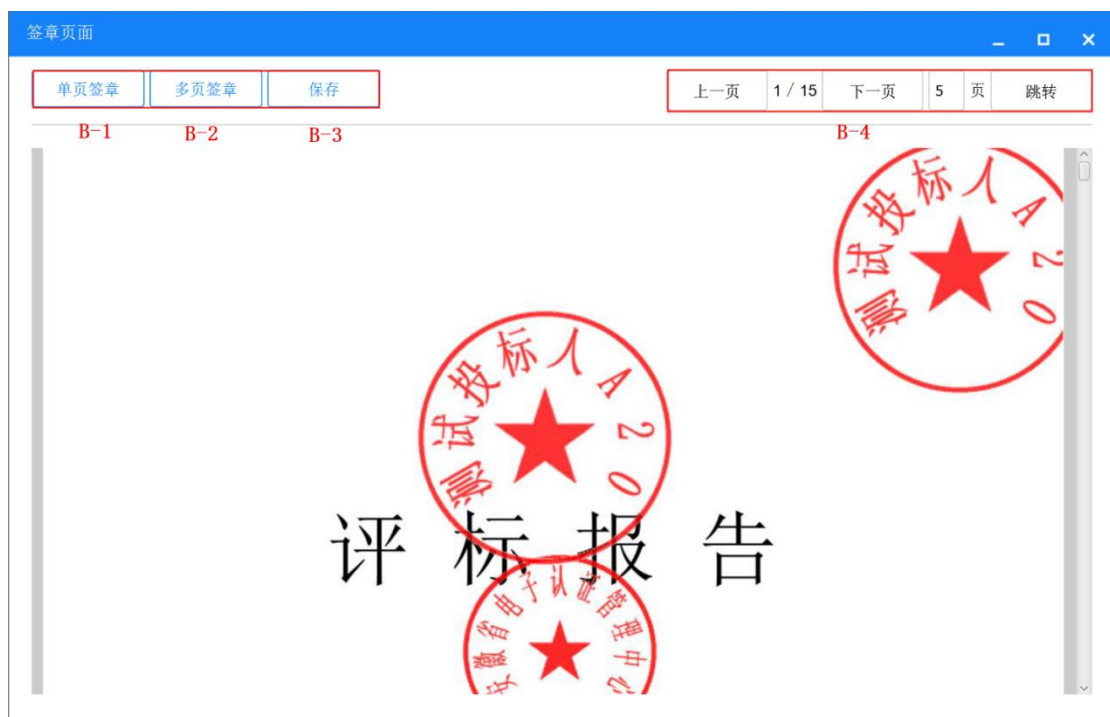 签章页面
单页签章 多页签章 保存 上一页 1 / 15 下一页 5 页 跳转
B-1 B-2 B-3 B-4
测试投标人A20
测试投标人A20
评标报告
安徽省电子认证管理中心